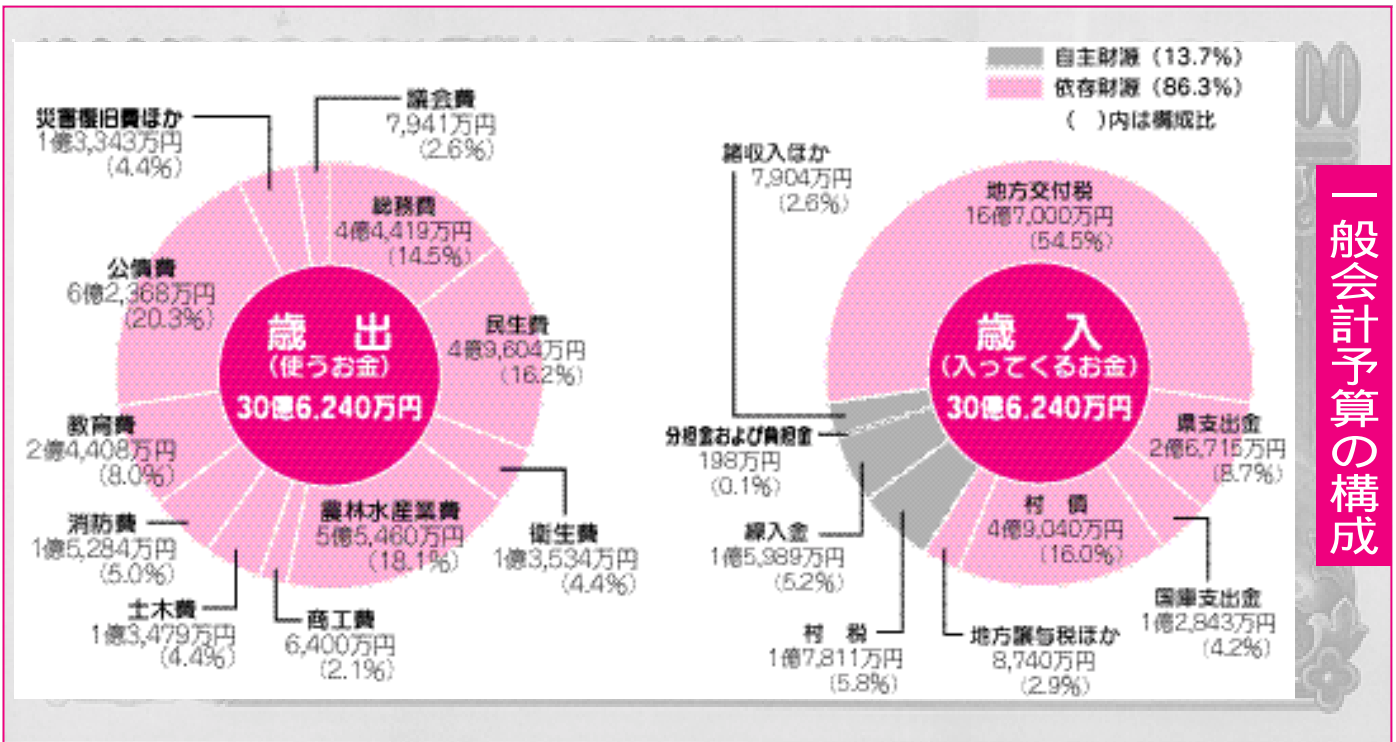 一般会計予算の構成
議会費
7,941万円
(2.6%)
総務費
4億4,419万円
(14.5%)
民生費
4億9,604万円
(16.2%)
衛生費
1億3,534万円
(4.4%)
農林水産業費
5億5,460万円
(18.1%)
商工費
6,400万円
(2.1%)
土木費
1億3,479万円
(4.4%)
消防費
1億5,284万円
(5.0%)
教育費
2億4,408万円
(8.0%)
公債費
6億2,368万円
(20.3%)
災害復旧費ほか
1億3,343万円
(4.4%)
歳 出
(使うお金)
30億6.240万円
自主財源 (13.7%)
依存財源 (86.3%)
( )内は構成比
地方交付税
16億7,000万円
(54.5%)
県支出金
2億6,715万円
(8.7%)
国庫支出金
1億2,843万円
(4.2%)
村 債
4億9,040万円
(16.0%)
地方譲与税ほか
8,740万円
(2.9%)
村 税
1億7,811万円
(5.8%)
繰入金
1億5,989万円
(5.2%)
分担金および負担金
198万円
(0.1%)
諸収入ほか
7,904万円
(2.6%)
歳 入
(入ってくるお金)
30億6.240万円